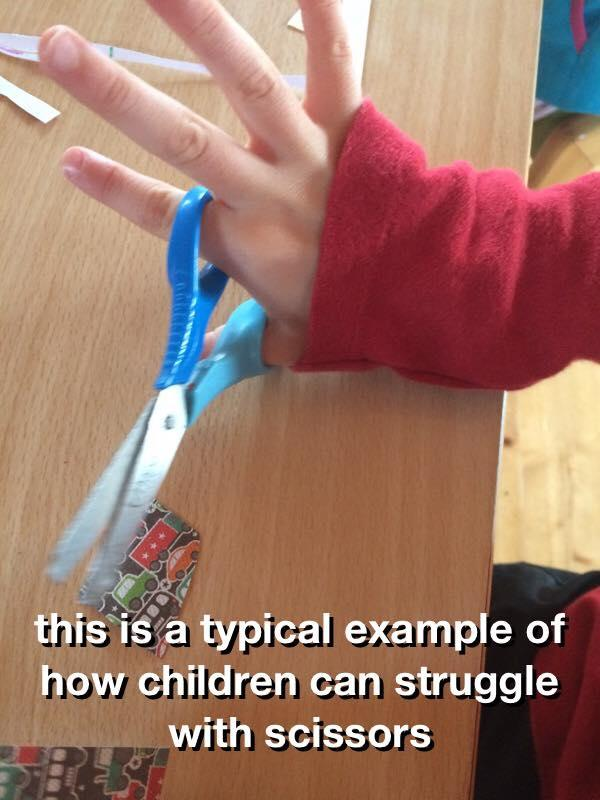 this is a typical example of
how children can struggle
with scissors